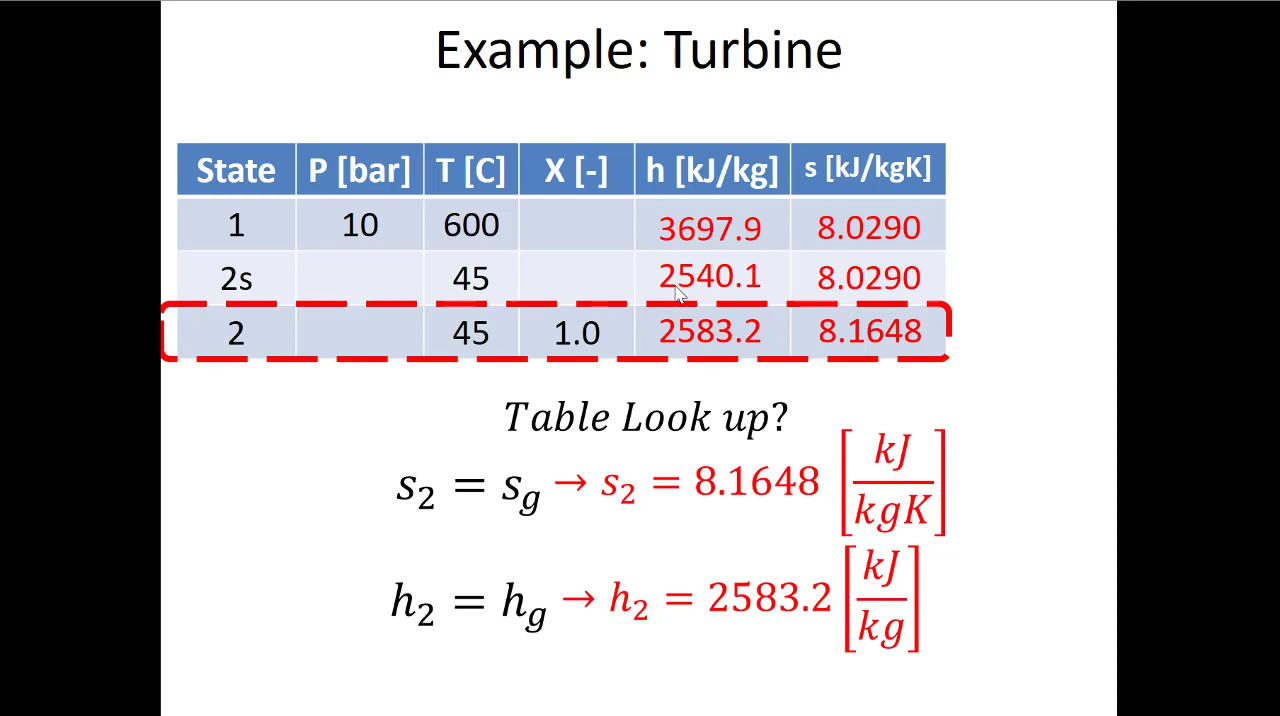 Example: Turbine
State P [bar] T [C] X [-] h [kJ/kg] s [kJ/kgK]
1 10 600 3697.9 8.0290
2s 45 2540.1 8.0290
2 45 1.0 2583.2 8.1648
Table Look up?
s₂ = s_g → s₂ = 8.1648 [kJ/kgK]
h₂ = h_g → h₂ = 2583.2 [kJ/kg]